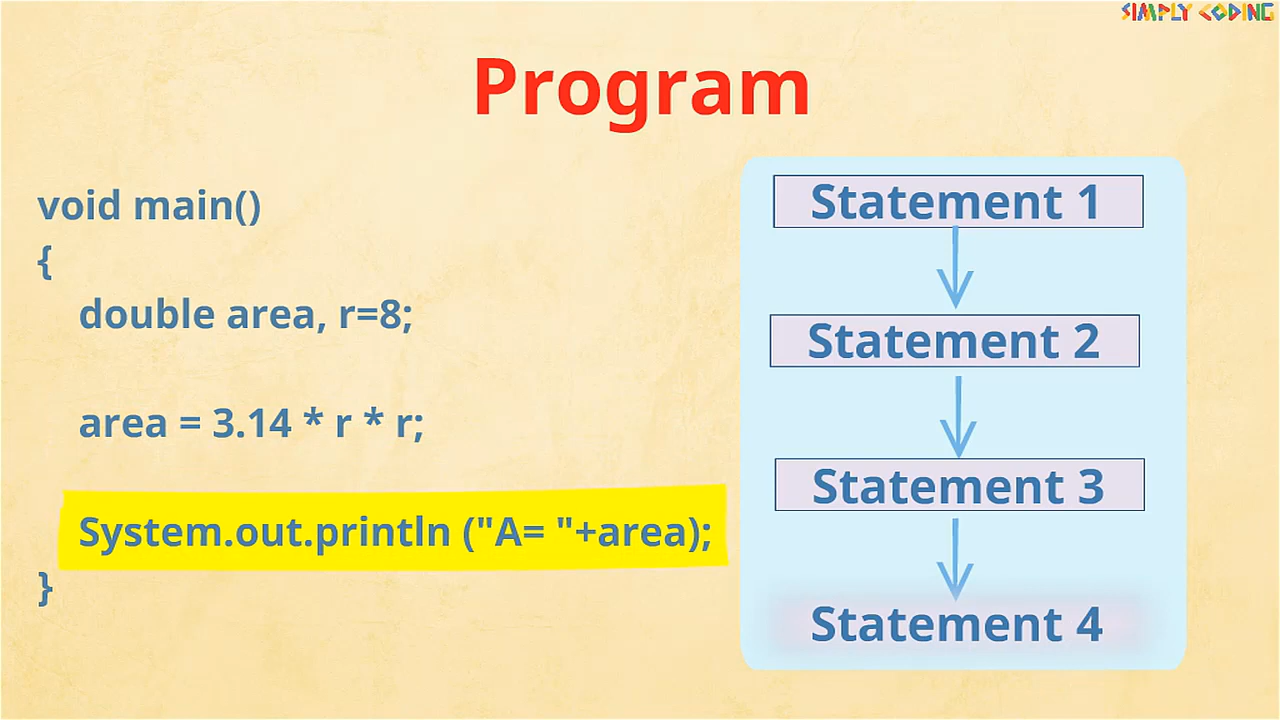 SIMPLY CODING
Program
void main()
{
double area, r=8;
area = 3.14 * r * r;
System.out.println ("A= "+area);
}
Statement 1
Statement 2
Statement 3
Statement 4